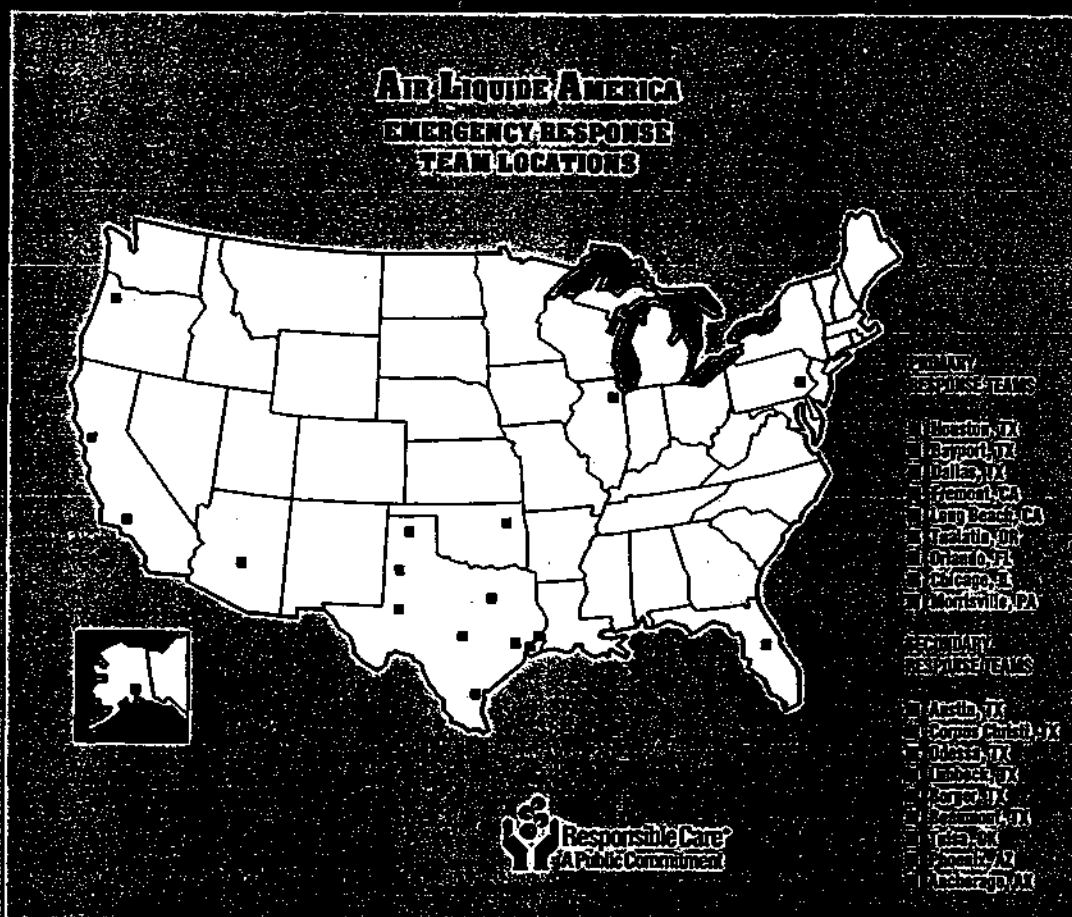 AIR LIQUIDE AMERICA
EMERGENCY RESPONSE
TEAM LOCATIONS
PRIMARY
RESPONSE TEAMS
Houston, TX
Bayport, TX
Dallas, TX
Fremont, CA
Long Beach, CA
Tualatin, OR
Orlando, FL
Chicago, IL
Morrisville, PA
SECONDARY
RESPONSE TEAMS
Austin, TX
Corpus Christi, TX
Odessa, TX
Lubbock, TX
Borger, TX
Beaumont, TX
Tulsa, OK
Phoenix, AZ
Anchorage, AK
Responsible Care®
A Public Commitment